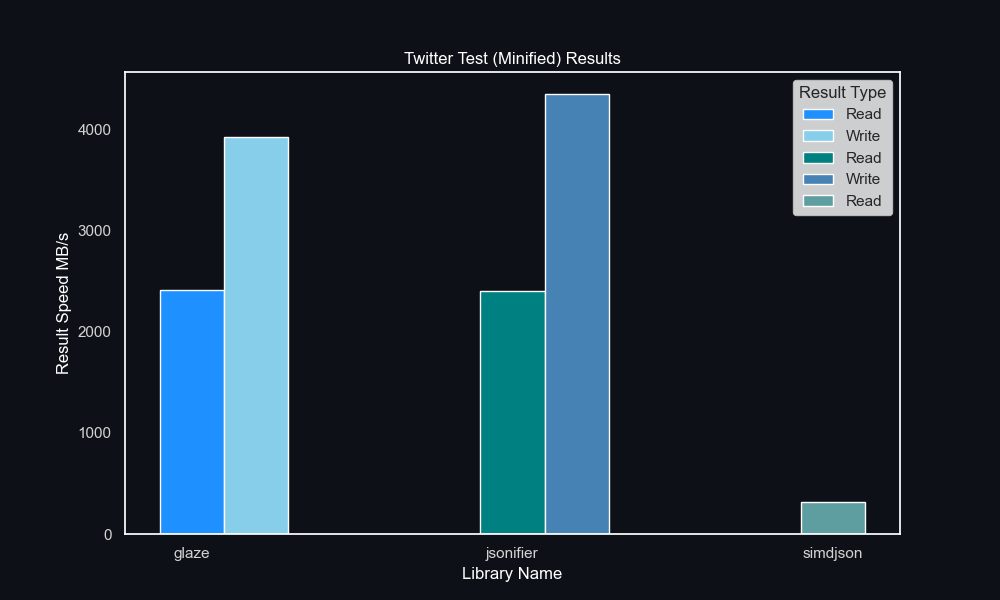 Twitter Test (Minified) Results
Result Type
Read
Write
Read
Write
Read
Result Speed MB/s
4000
3000
2000
1000
0
glaze
jsonifier
simdjson
Library Name